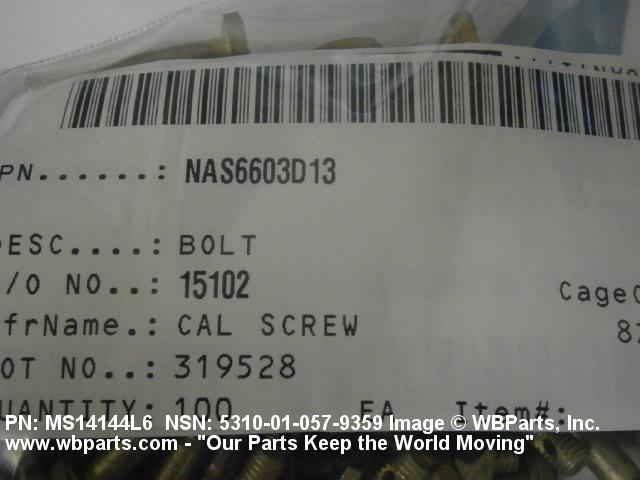 PN......: NAS6603D13
ESC....: BOLT
/O NO..: 15102
frName.: CAL SCREW
OT NO..: 319528
UANTITY: 100 EA Item#:
Cage
PN: MS14144L6 NSN: 5310-01-057-9359 Image © WBParts, Inc.
www.wbparts.com - "Our Parts Keep the World Moving"